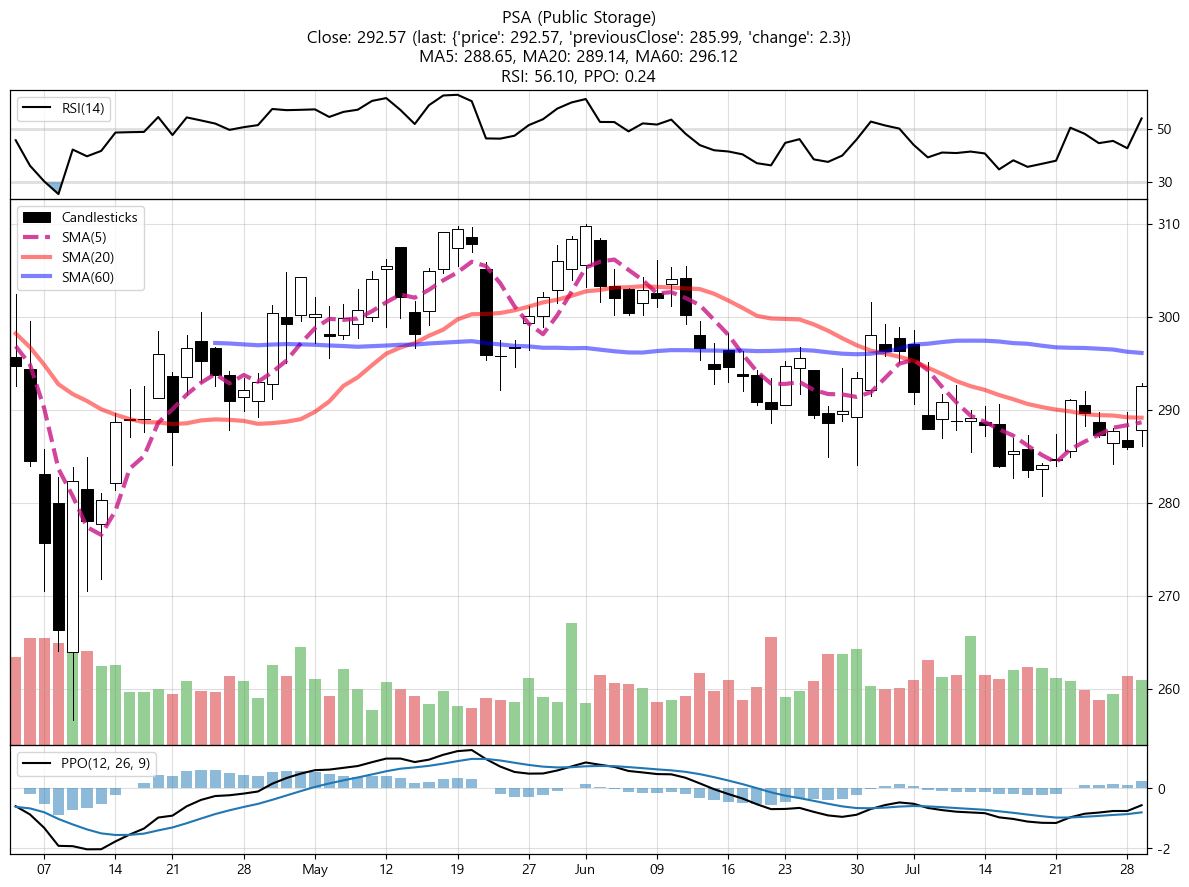 PSA (Public Storage)
Close: 292.57 (last: {'price': 292.57, 'previousClose': 285.99, 'change': 2.3})
MA5: 288.65, MA20: 289.14, MA60: 296.12
RSI: 56.10, PPO: 0.24
RSI(14)
50
30
Candlesticks
SMA(5)
SMA(20)
SMA(60)
310
300
290
280
270
260
PPO(12, 26, 9)
0
-2
07 14 21 28 May 12 19 27 Jun 09 16 23 30 Jul 14 21 28